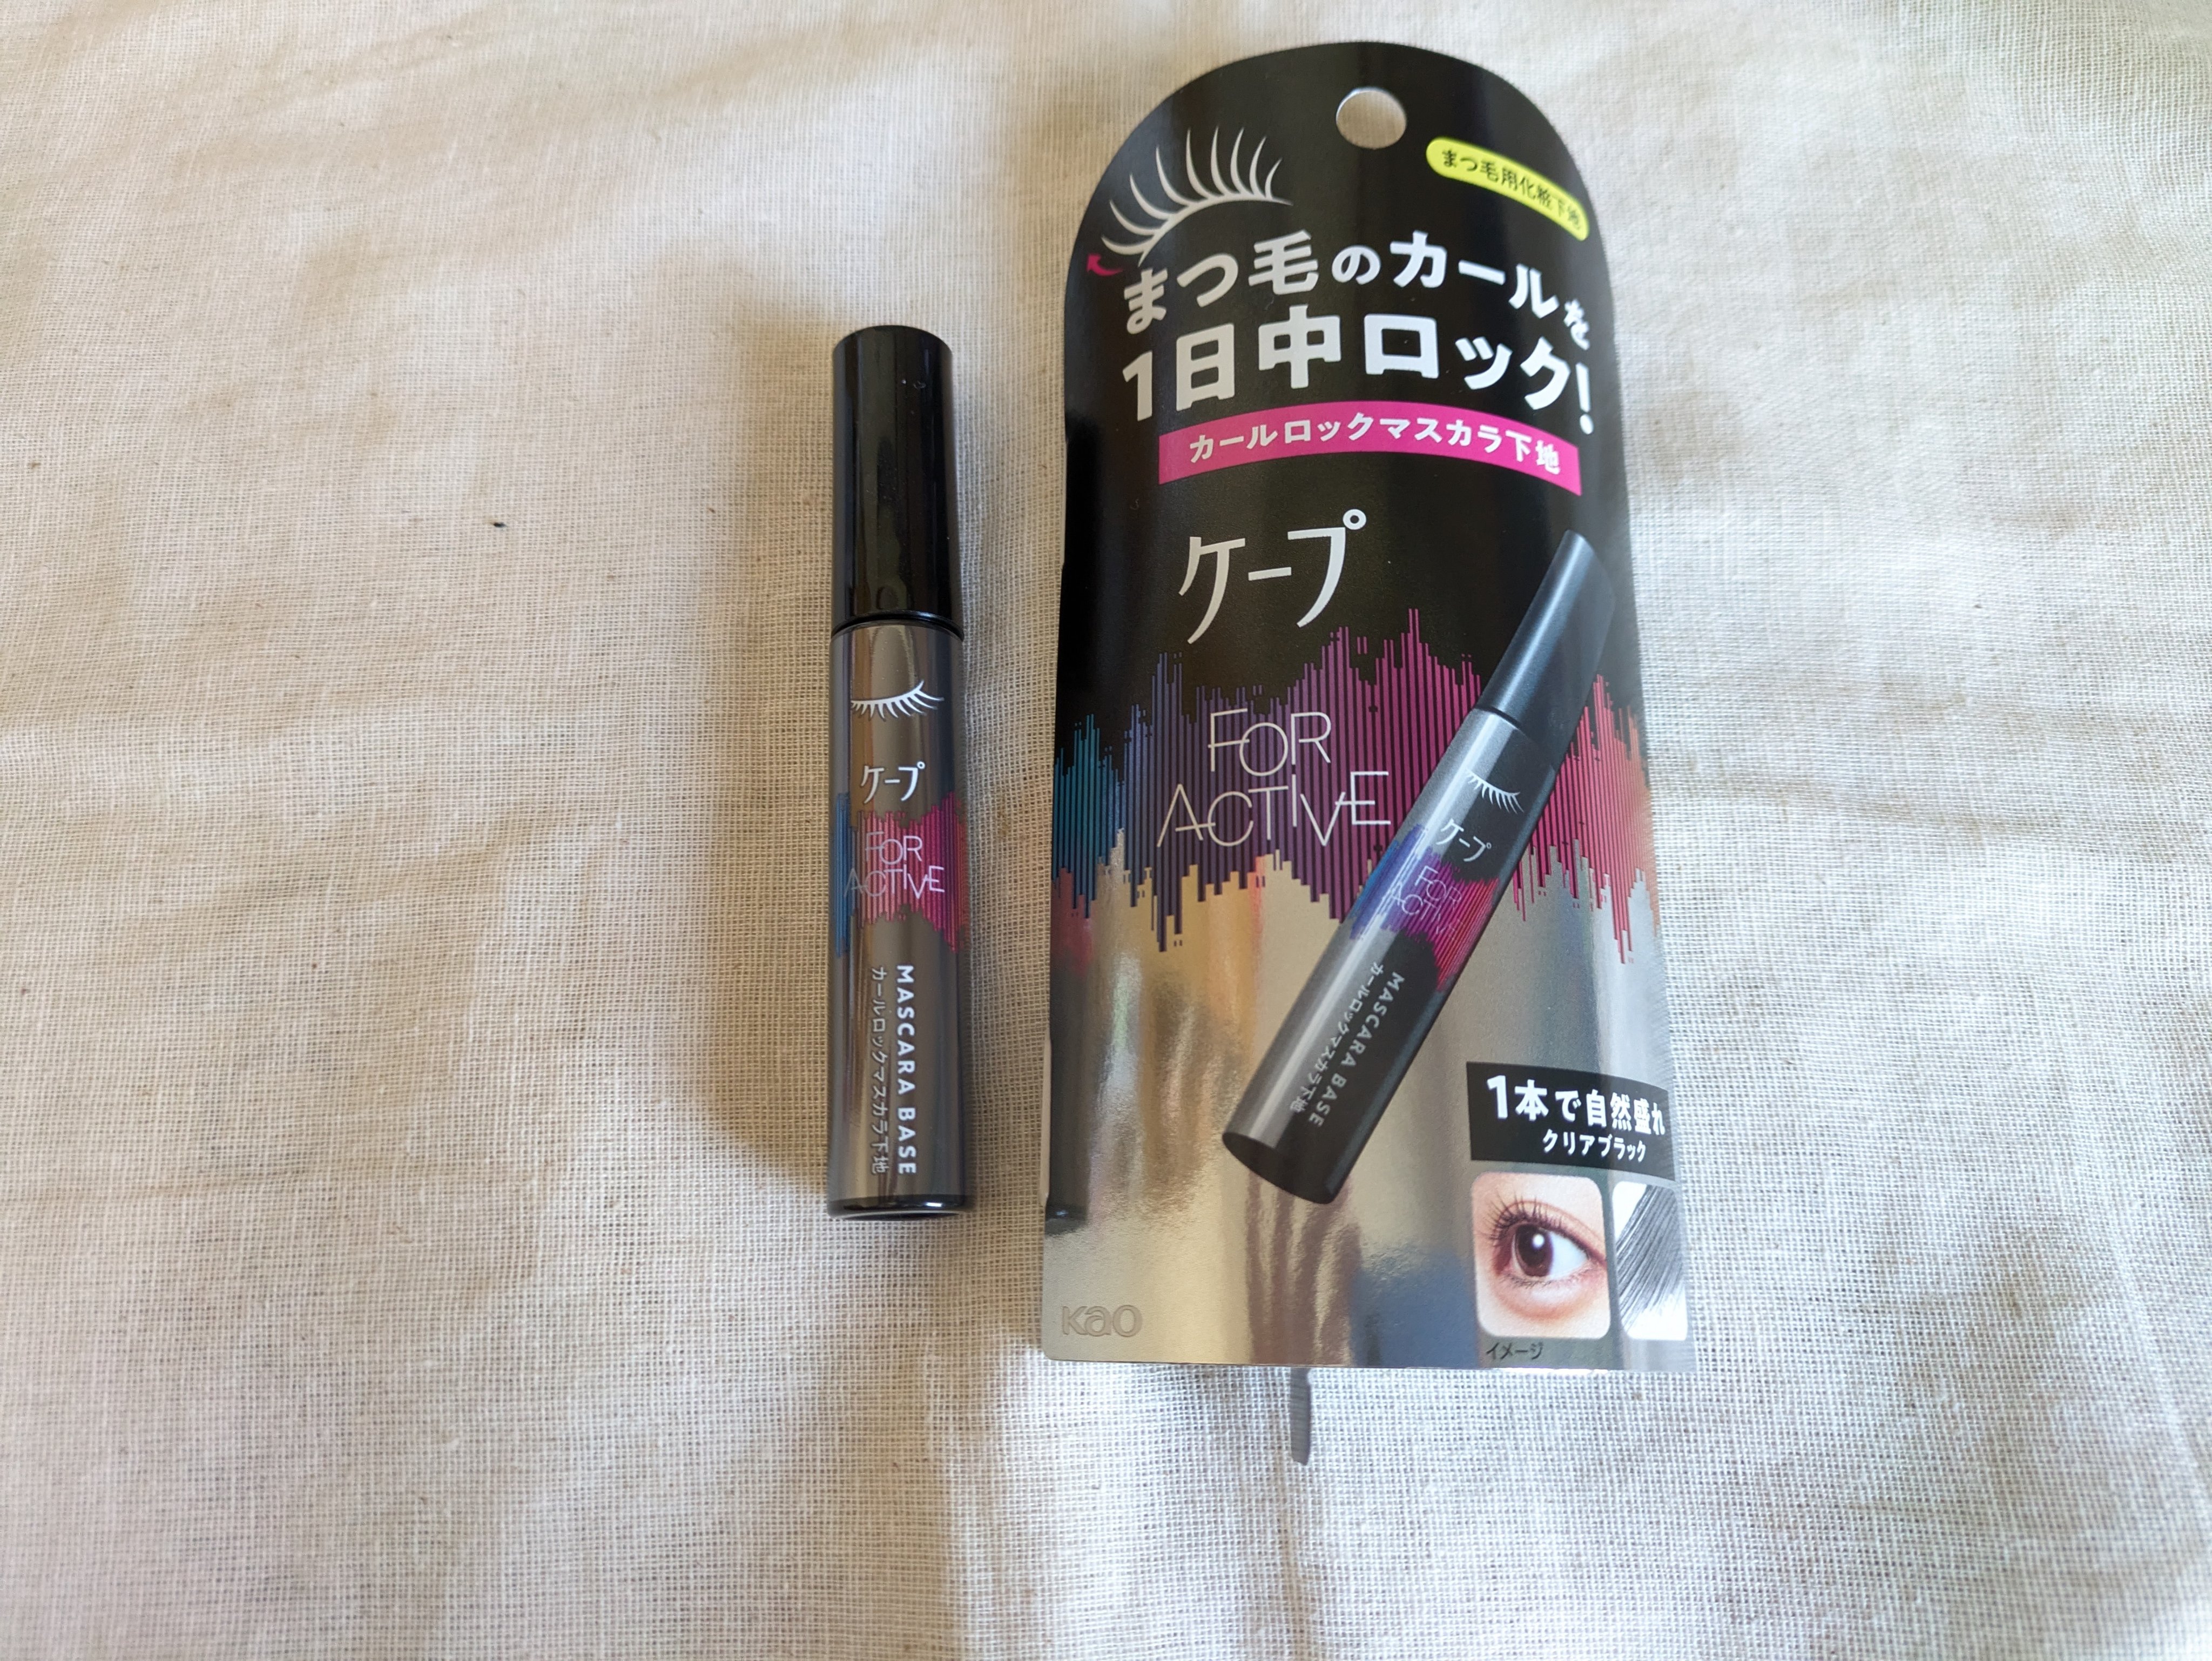 ケープ
FOR
ACTIVE
MASCARA BASE
カールロックマスカラ下地
まつ毛用化粧下地
まつ毛のカールを
1日中ロック!
カールロックマスカラ下地
ケープ
FOR
ACTIVE
ケープ
FOR
ACTIVE
MASCARA BASE
カールロックマスカラ下地
1本で自然盛れ
クリアブラック
イメージ
Kao